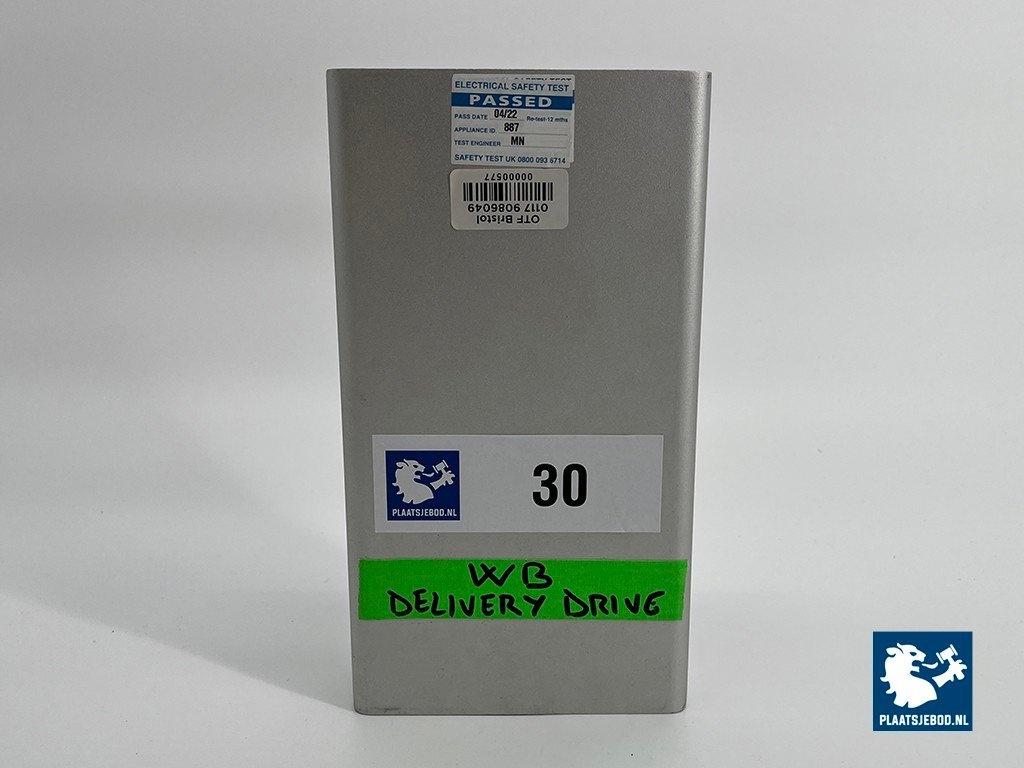 ELECTRICAL SAFETY TEST
PASSED
PASS DATE 04/22 Re-test-12 mths
APPLIANCE ID 887
TEST ENGINEER MN
SAFETY TEST UK 0800 093 6714
OTF Bristol
0117 9086049
00000577
PLAATSJEBOD.NL
30
WB
DELIVERY DRIVE
PLAATSJEBOD.NL